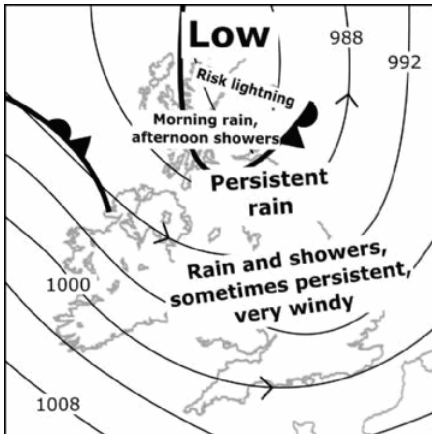 Low
988
992
Risk lightning
Morning rain,
afternoon showers
Persistent
rain
Rain and showers,
sometimes persistent,
very windy
1000
1008